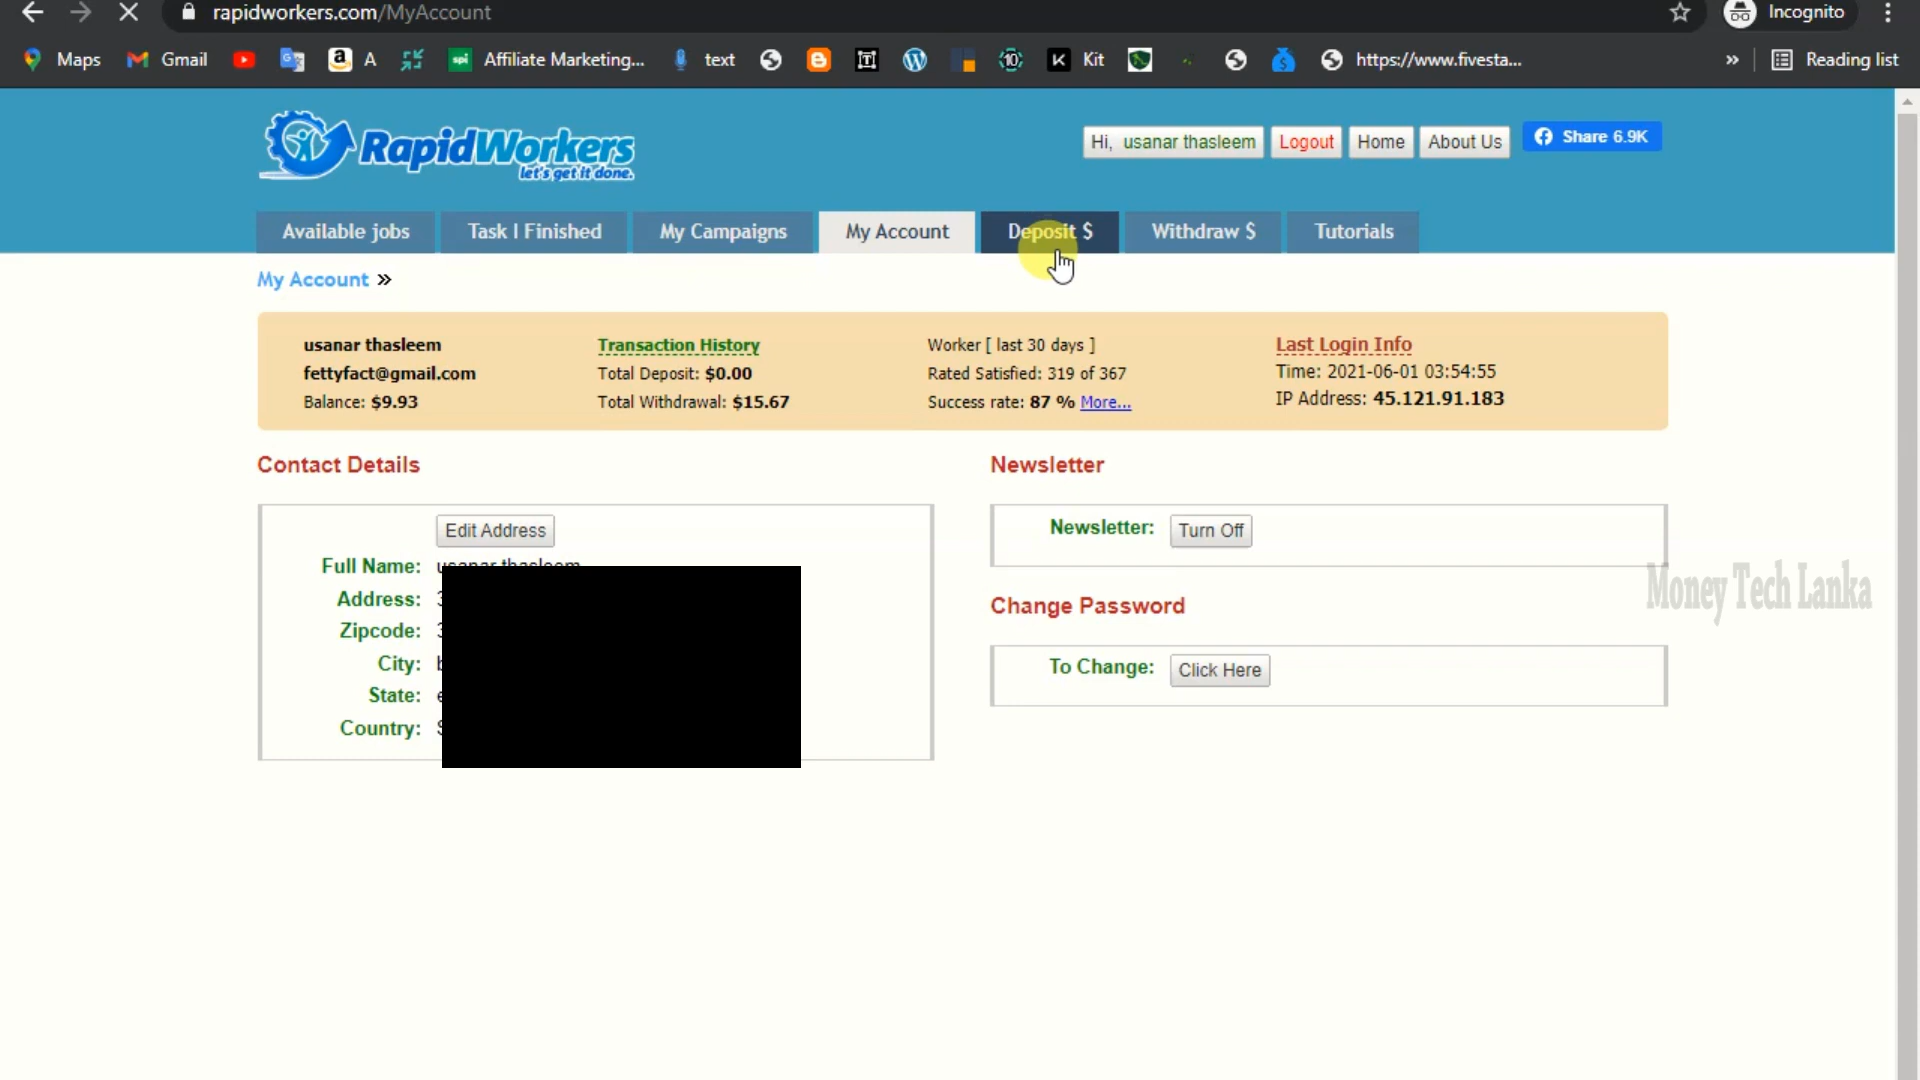 rapidworkers.com/MyAccount
Incognito
Maps
Gmail
A
spi
Affiliate Marketing...
text
10
Kit
https://www.fivesta...
»
Reading list
RapidWorkers
let's get it done.
Hi, usanar thasleem
Logout
Home
About Us
Share 6.9K
Available jobs
Task I Finished
My Campaigns
My Account
Deposit $
Withdraw $
Tutorials
My Account »
usanar thasleem
fettyfact@gmail.com
Balance: $9.93
Transaction History
Total Deposit: $0.00
Total Withdrawal: $15.67
Worker [ last 30 days ]
Rated Satisfied: 319 of 367
Success rate: 87 % More...
Last Login Info
Time: 2021-06-01 03:54:55
IP Address: 45.121.91.183
Contact Details
Edit Address
Full Name: usanar thasleem
Address:
Zipcode:
City:
State:
Country:
Newsletter
Newsletter: Turn Off
Change Password
To Change: Click Here
Money Tech Lanka